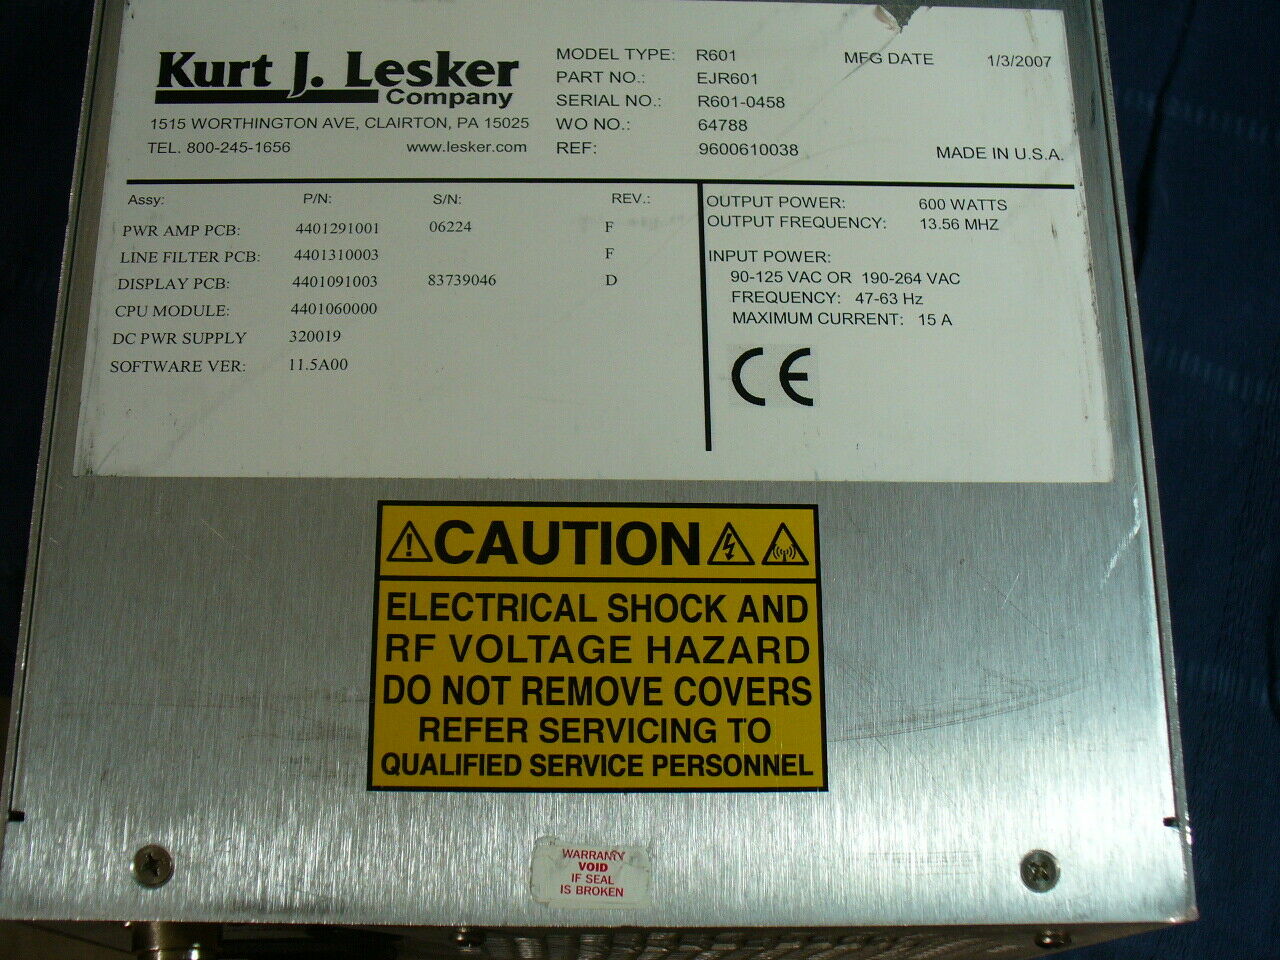 Kurt J. Lesker
Company
1515 WORTHINGTON AVE, CLAIRTON, PA 15025
TEL. 800-245-1656 www.lesker.com
MODEL TYPE: R601 MFG DATE 1/3/2007
PART NO.: EJR601
SERIAL NO.: R601-0458
WO NO.: 64788
REF: 9600610038 MADE IN U.S.A.
Assy: P/N: S/N: REV.:
PWR AMP PCB: 4401291001 06224 F
LINE FILTER PCB: 4401310003 F
DISPLAY PCB: 4401091003 83739046 D
CPU MODULE: 4401060000
DC PWR SUPPLY 320019
SOFTWARE VER: 11.5A00
OUTPUT POWER: 600 WATTS
OUTPUT FREQUENCY: 13.56 MHZ
INPUT POWER:
90-125 VAC OR 190-264 VAC
FREQUENCY: 47-63 Hz
MAXIMUM CURRENT: 15 A
CE
CAUTION
ELECTRICAL SHOCK AND
RF VOLTAGE HAZARD
DO NOT REMOVE COVERS
REFER SERVICING TO
QUALIFIED SERVICE PERSONNEL
WARRANTY
VOID
IF SEAL
IS BROKEN